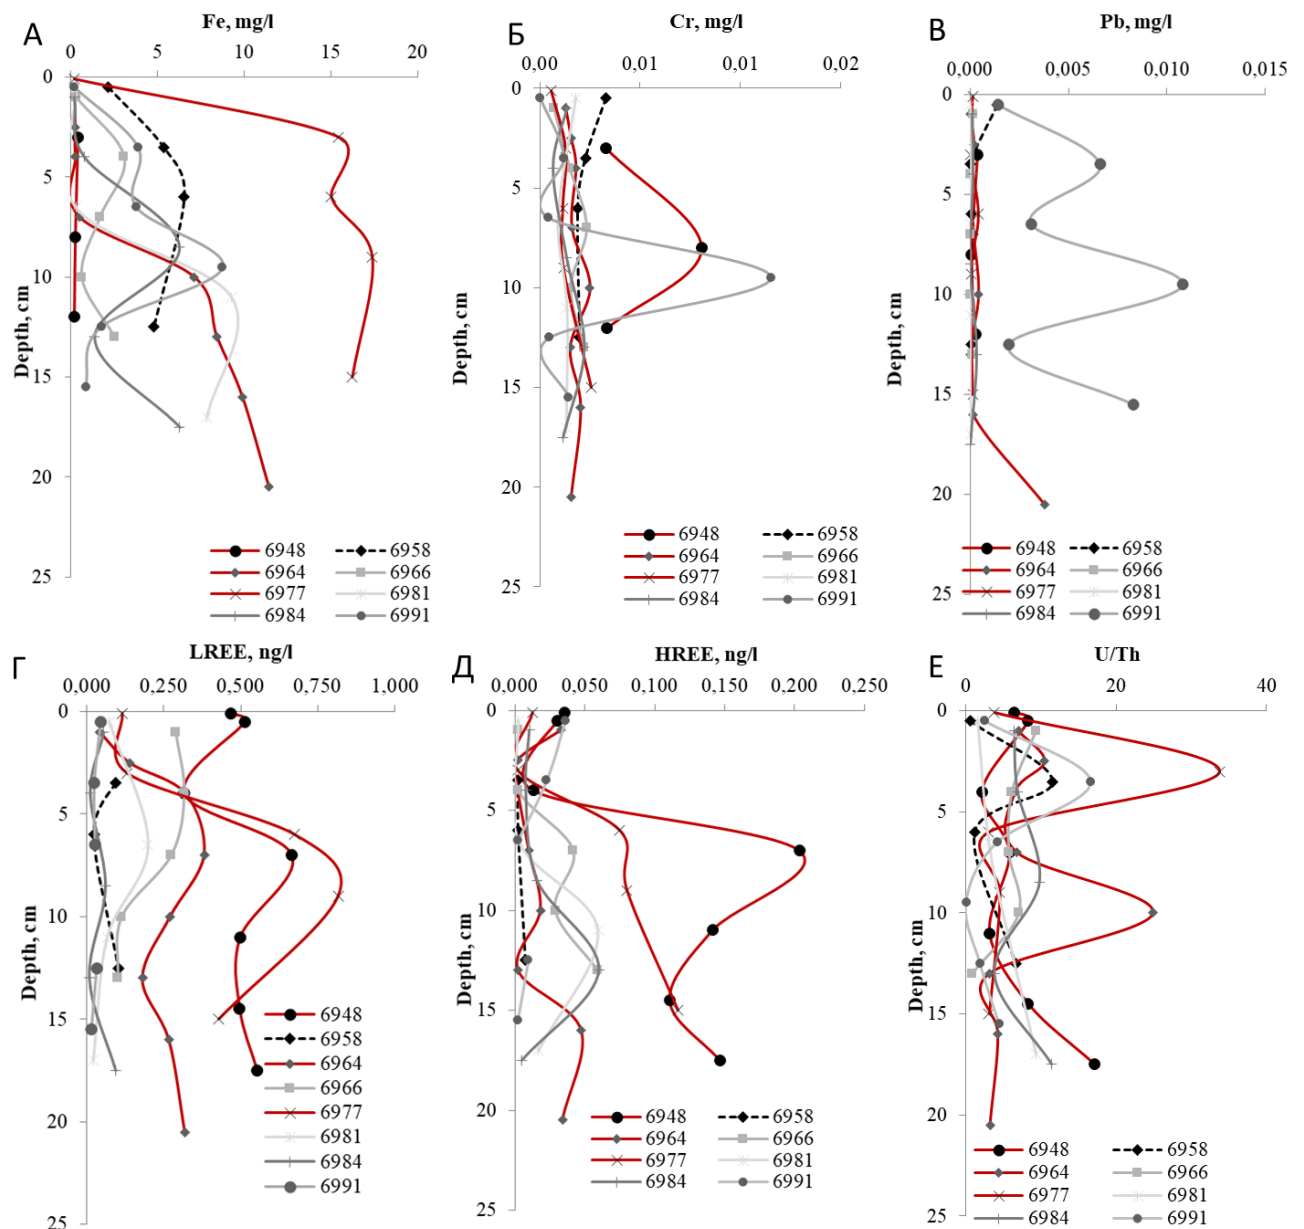 А
Fe, mg/l
0 5 10 15 20
0
5
10
15
20
25
Depth, cm
6948 6958
6964 6966
6977 6981
6984 6991
Б
Cr, mg/l
0,00 0,01 0,01 0,02
0
5
10
15
20
25
Depth, cm
6948 6958
6964 6966
6977 6981
6984 6991
В
Pb, mg/l
0,000 0,005 0,010 0,015
0
5
10
15
20
25
Depth, cm
6948 6958
6964 6966
6977 6981
6984 6991
Г
LREE, ng/l
0,000 0,250 0,500 0,750 1,000
0
5
10
15
20
25
Depth, cm
6948
6958
6964
6966
6977
6981
6984
6991
Д
HREE, ng/l
0,000 0,050 0,100 0,150 0,200 0,250
0
5
10
15
20
25
Depth, cm
6948 6958
6964 6966
6977 6981
6984 6991
Е
U/Th
0 20 40
0
5
10
15
20
25
Depth, cm
6948 6958
6964 6966
6977 6981
6984 6991